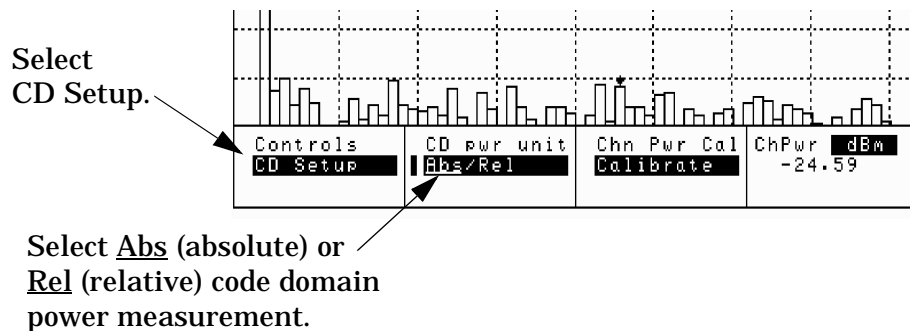 Select
CD Setup.
Controls
CD Setup
CD pwr unit
Abs/Rel
Chn Pwr Cal
Calibrate
ChPwr dBm
-24.59
Select Abs (absolute) or
Rel (relative) code domain
power measurement.